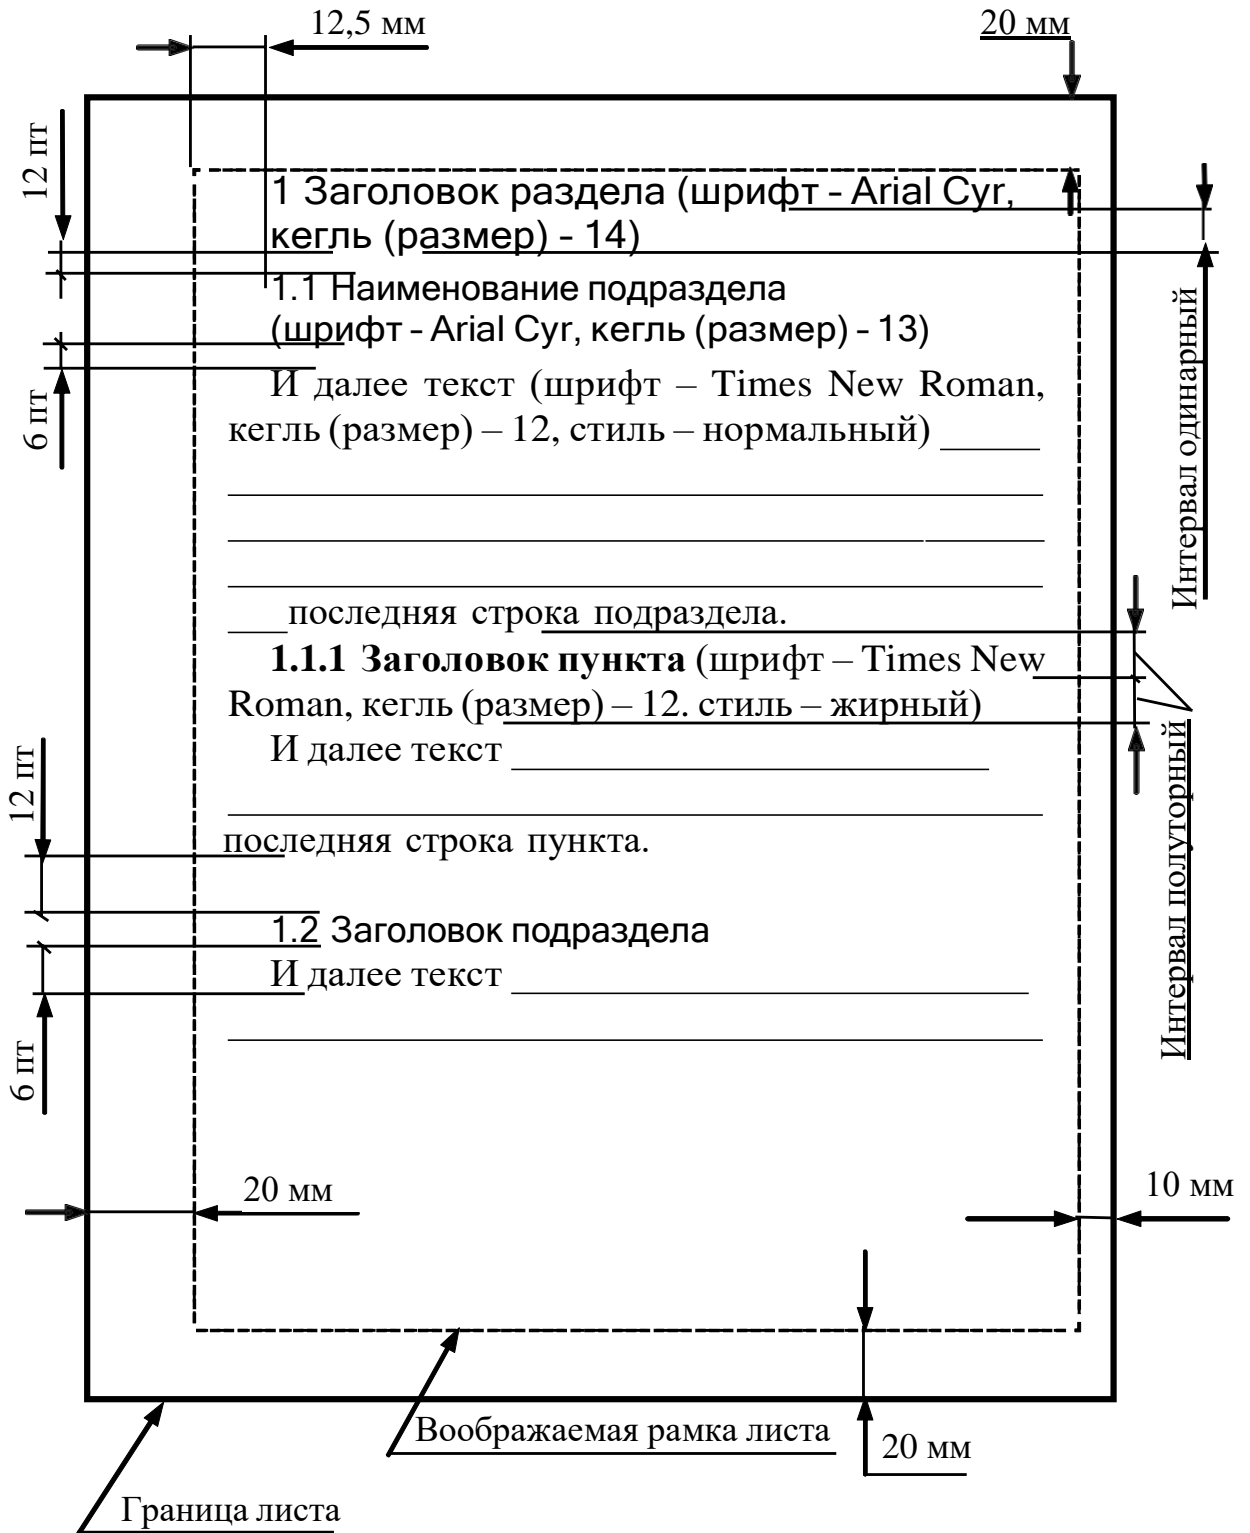 12,5 мм
20 мм
12 пт
1 Заголовок раздела (шрифт – Arial Cyr,
кегль (размер) – 14)
1.1 Наименование подраздела
(шрифт – Arial Cyr, кегль (размер) – 13)
6 пт
Интервал одинарный
И далее текст (шрифт – Times New Roman,
кегль (размер) – 12, стиль – нормальный)
последняя строка подраздела.
1.1.1 Заголовок пункта (шрифт – Times New
Roman, кегль (размер) – 12. стиль – жирный)
И далее текст
12 пт
последняя строка пункта.
Интервал полуторный
1.2 Заголовок подраздела
И далее текст
6 пт
20 мм
10 мм
Воображаемая рамка листа
20 мм
Граница листа